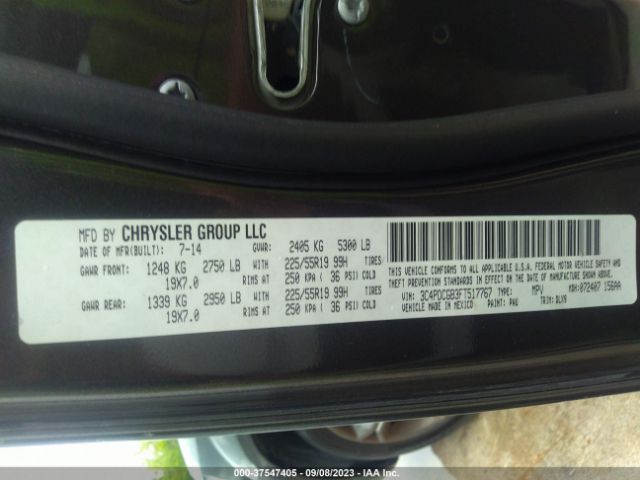 MFD BY CHRYSLER GROUP LLC
DATE OF MFR(BUILT): 7-14 GVWR: 2405 KG 5300 LB
GAWR FRONT: 1248 KG 2750 LB WITH 225/55R19 99H TIRES
19X7.0 RIMS AT 250 KPA ( 36 PSI) COLD
GAWR REAR: 1339 KG 2950 LB WITH 225/55R19 99H TIRES
19X7.0 RIMS AT 250 KPA ( 36 PSI) COLD
THIS VEHICLE CONFORMS TO ALL APPLICABLE U.S.A. FEDERAL MOTOR VEHICLE SAFETY AND
THEFT PREVENTION STANDARDS IN EFFECT ON THE DATE OF MANUFACTURE SHOWN ABOVE.
VIN: 3C4PDCGB3FT517767 TYPE: MPV MDH:072407 156AA
VEHICLE MADE IN MEXICO PAINT: PAU TRIM: DLX9
000-37547405 - 09/08/2023 - IAA Inc.